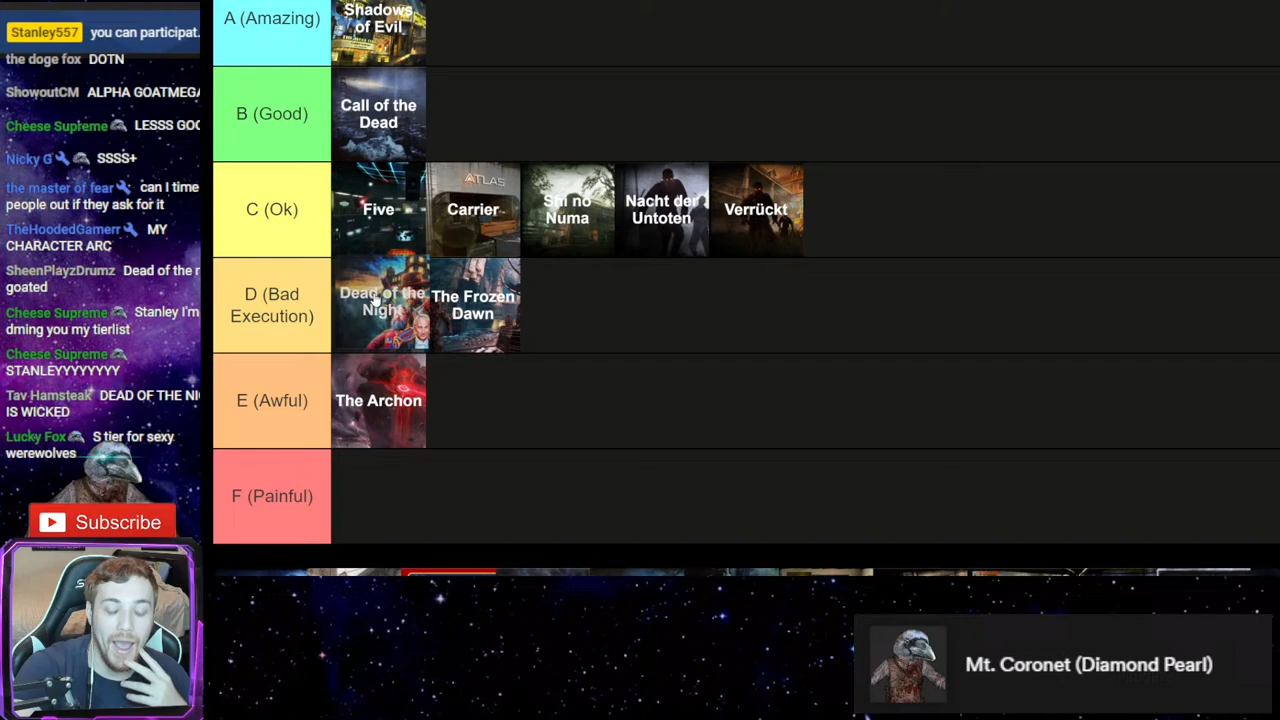 Stanley557 you can participat.
the doge fox DOTN
ShowoutCM ALPHA GOATMEGA
Cheese Supreme LESSS GOO
Nicky G SSSS+
the master of fear can I time
people out if they ask for it
TheHoodedGamerr MY
CHARACTER ARC
SheenPlayzDrumz Dead of the n
goated
Cheese Supreme Stanley I'm
dming you my tierlist
Cheese Supreme
STANLEYYYYYYYY
Tav Hamsteak DEAD OF THE NI
IS WICKED
Lucky Fox S tier for sexy
werewolves
Subscribe
A (Amazing)
Shadows
of Evil
B (Good)
Call of the
Dead
C (Ok)
Five
ATLAS
Carrier
Shi no
Numa
Nacht der
Untoten
Verrückt
D (Bad
Execution)
Dead of the
Night
The Frozen
Dawn
E (Awful)
The Archon
F (Painful)
Mt. Coronet (Diamond Pearl)